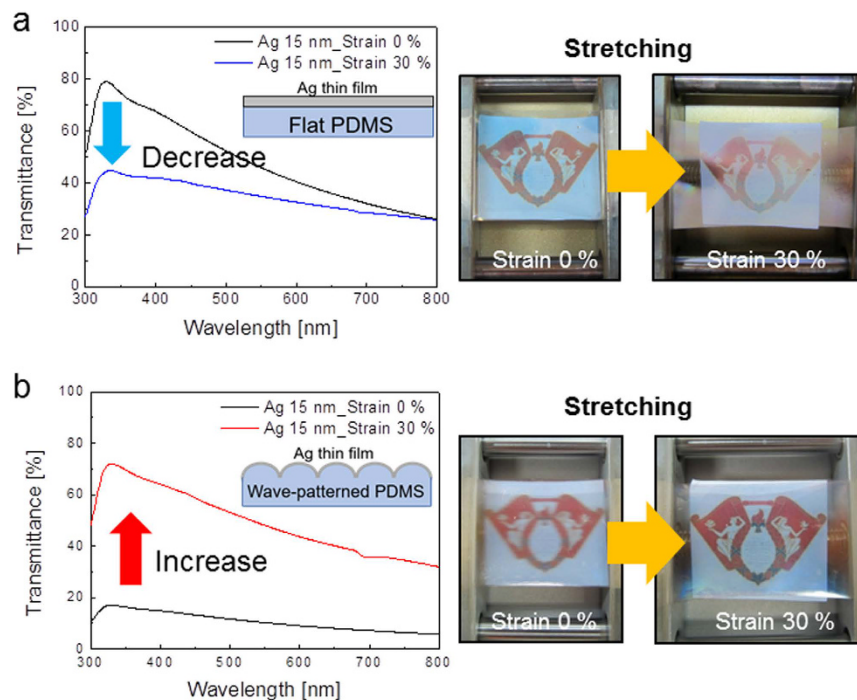 a
Transmittance [%]
100
80
60
40
20
0
Ag 15 nm_Strain 0 %
Ag 15 nm_Strain 30 %
Ag thin film
Flat PDMS
Decrease
300 400 500 600 700 800
Wavelength [nm]
Stretching
Strain 0 %
Strain 30 %
b
Transmittance [%]
100
80
60
40
20
0
Ag 15 nm_Strain 0 %
Ag 15 nm_Strain 30 %
Ag thin film
Wave-patterned PDMS
Increase
300 400 500 600 700 800
Wavelength [nm]
Stretching
Strain 0 %
Strain 30 %